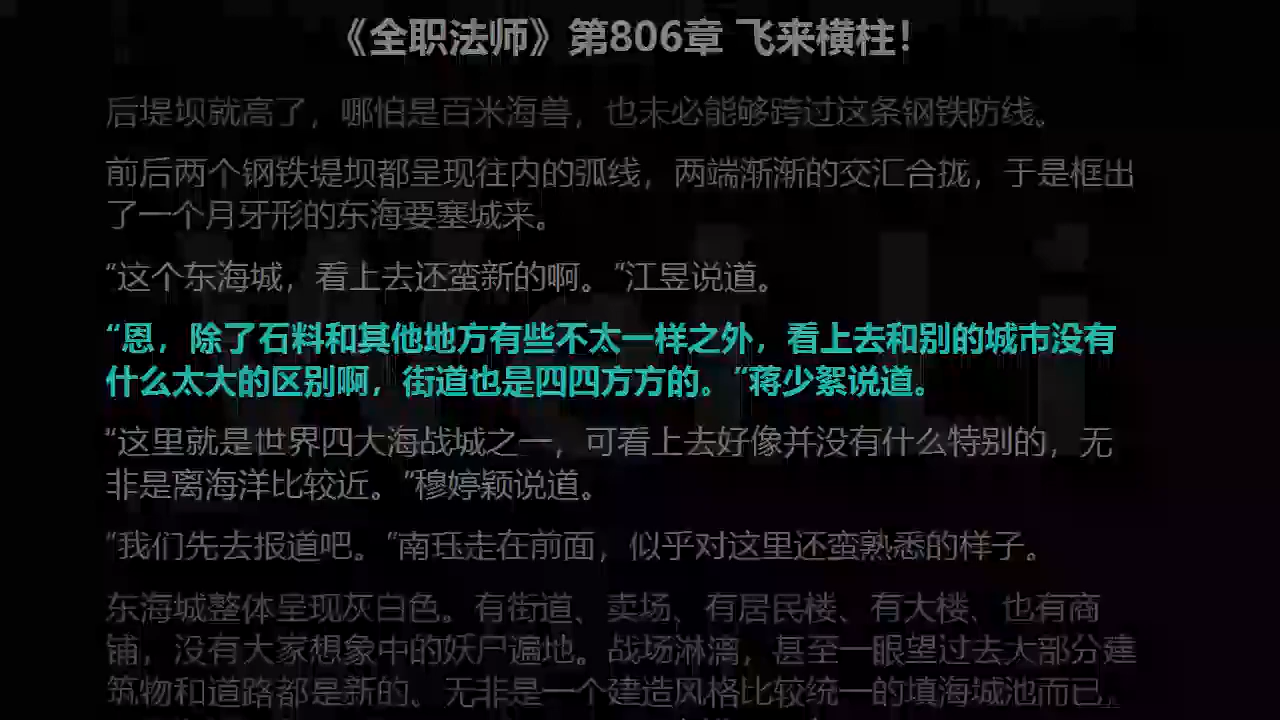 《全职法师》第806章 飞来横柱！
后堤坝就高了，哪怕是百米海兽，也未必能够跨过这条钢铁防线。
前后两个钢铁堤坝都呈现往内的弧线，两端渐渐的交汇合拢，于是框出
了一个月牙形的东海要塞城来。
“这个东海城，看上去还蛮新的啊。”江昱说道。
“恩，除了石料和其他地方有些不太一样之外，看上去和别的城市没有
什么太大的区别啊，街道也是四四方方的。”蒋少絮说道。
“这里就是世界四大海战城之一，可看上去好像并没有什么特别的，无
非是离海洋比较近。”穆婷颖说道。
“我们先去报道吧。”南珏走在前面，似乎对这里还蛮熟悉的样子。
东海城整体呈现灰白色。有街道、卖场、有居民楼、有大楼、也有商
铺，没有大家想象中的妖尸遍地。战场淋漓，甚至一眼望过去大部分建
筑物和道路都是新的、无非是一个建造风格比较统一的填海城池而已。